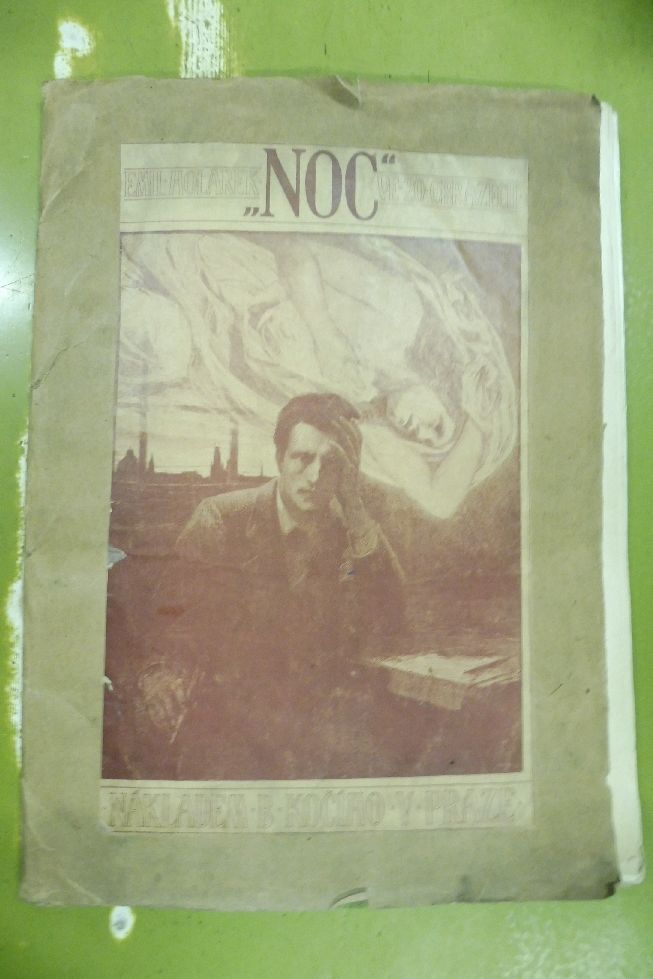 EMIL HOLÁREK „NOC“ VE 20 OBRAZECH
NÁKLADEM B · KOČÍHO · V · PRAZE ·